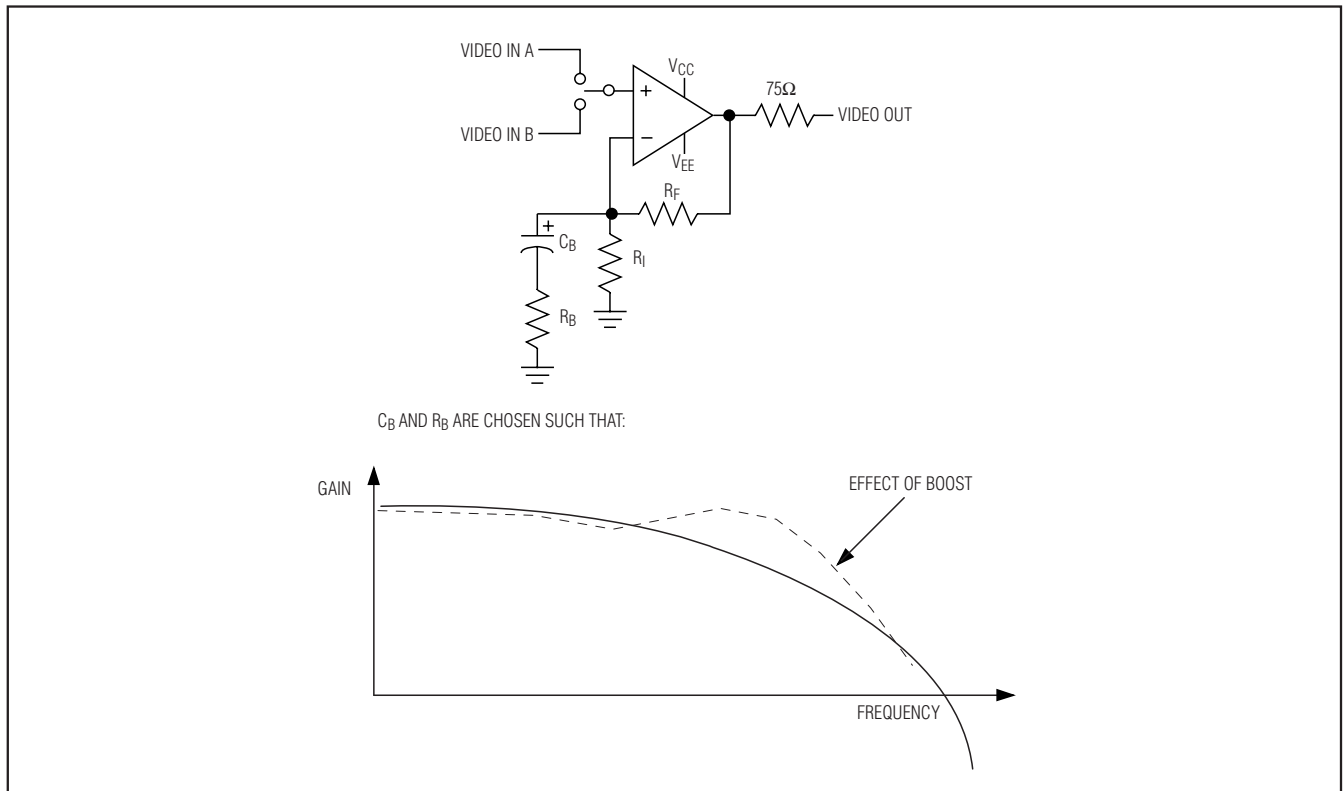 VIDEO IN A
VCC
75Ω
+
VIDEO OUT
VIDEO IN B
−
VEE
RF
+
CB
RI
RB
CB AND RB ARE CHOSEN SUCH THAT:
GAIN
EFFECT OF BOOST
FREQUENCY